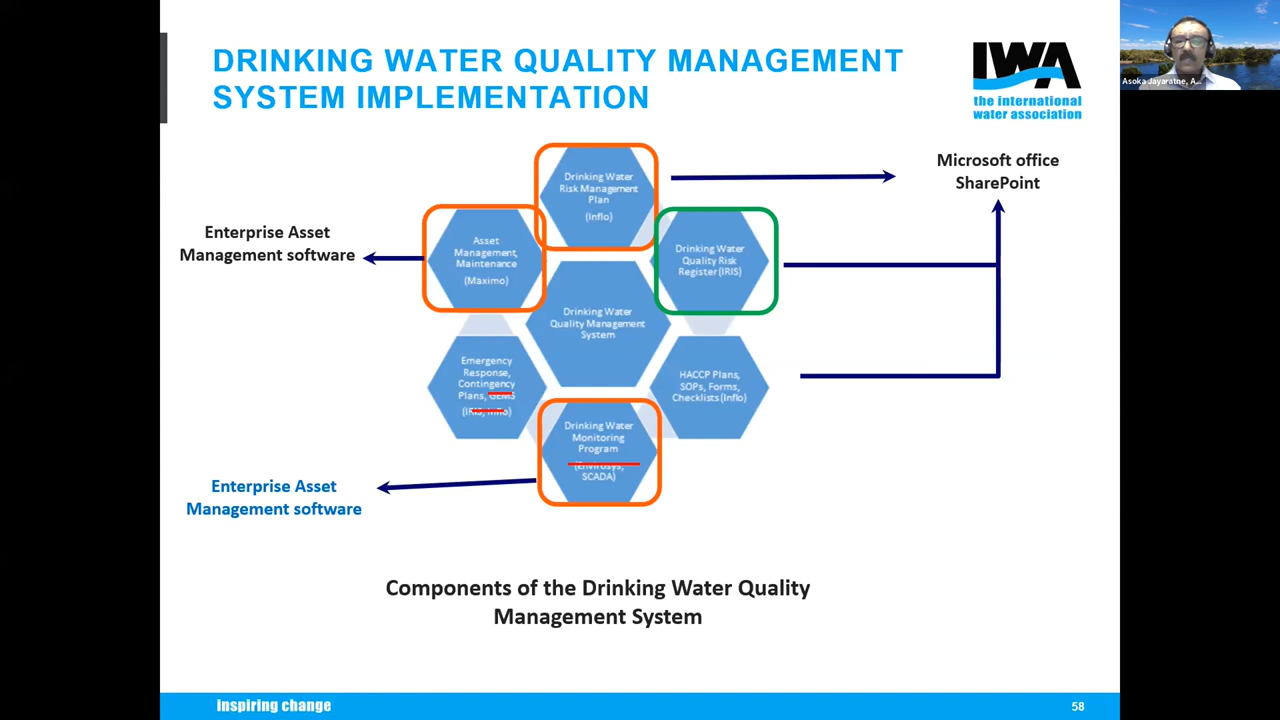 DRINKING WATER QUALITY MANAGEMENT
SYSTEM IMPLEMENTATION
IWA
the international
water association
Asoka Jayaratne, A...
Microsoft office
SharePoint
Drinking Water
Risk Management
Plan
(Inflo)
Enterprise Asset
Management software
Asset
Management,
Maintenance
(Maximo)
Drinking Water
Quality Risk
Register (IRIS)
Drinking Water
Quality Management
System
Emergency
Response,
Contingency
Plans, GEMS
(IRIS, Inflo)
HACCP Plans,
SOPs, Forms,
Checklists (Inflo)
Drinking Water
Monitoring
Program
(Envirosys,
SCADA)
Enterprise Asset
Management software
Components of the Drinking Water Quality
Management System
inspiring change
58